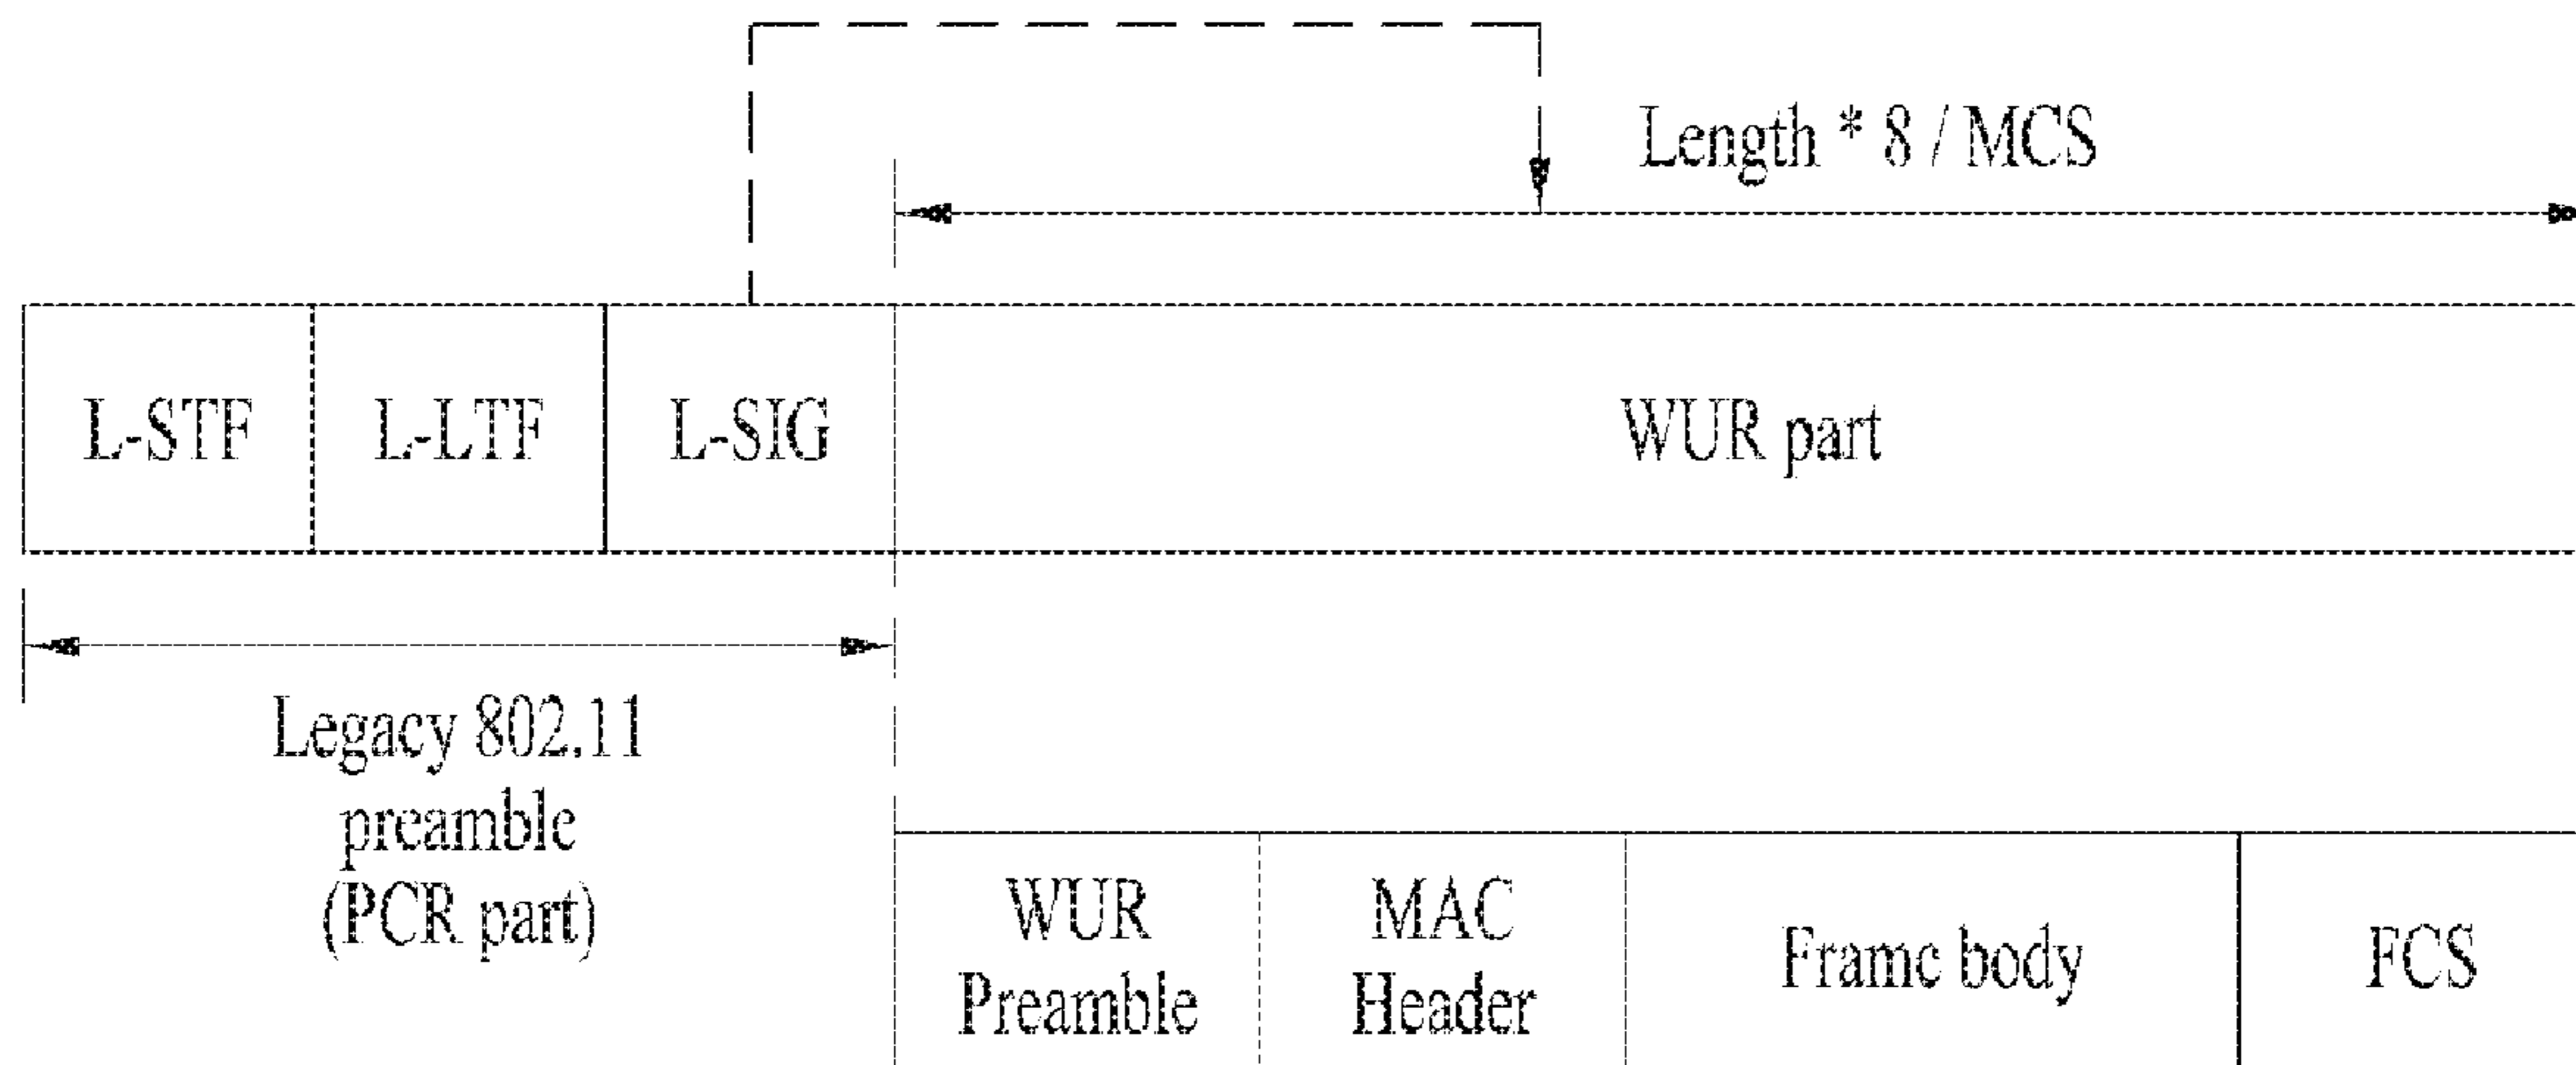 Length * 8 / MCS
L-STF
L-LTF
L-SIG
WUR part
Legacy 802.11
preamble
(PCR part)
WUR
Preamble
MAC
Header
Frame body
FCS